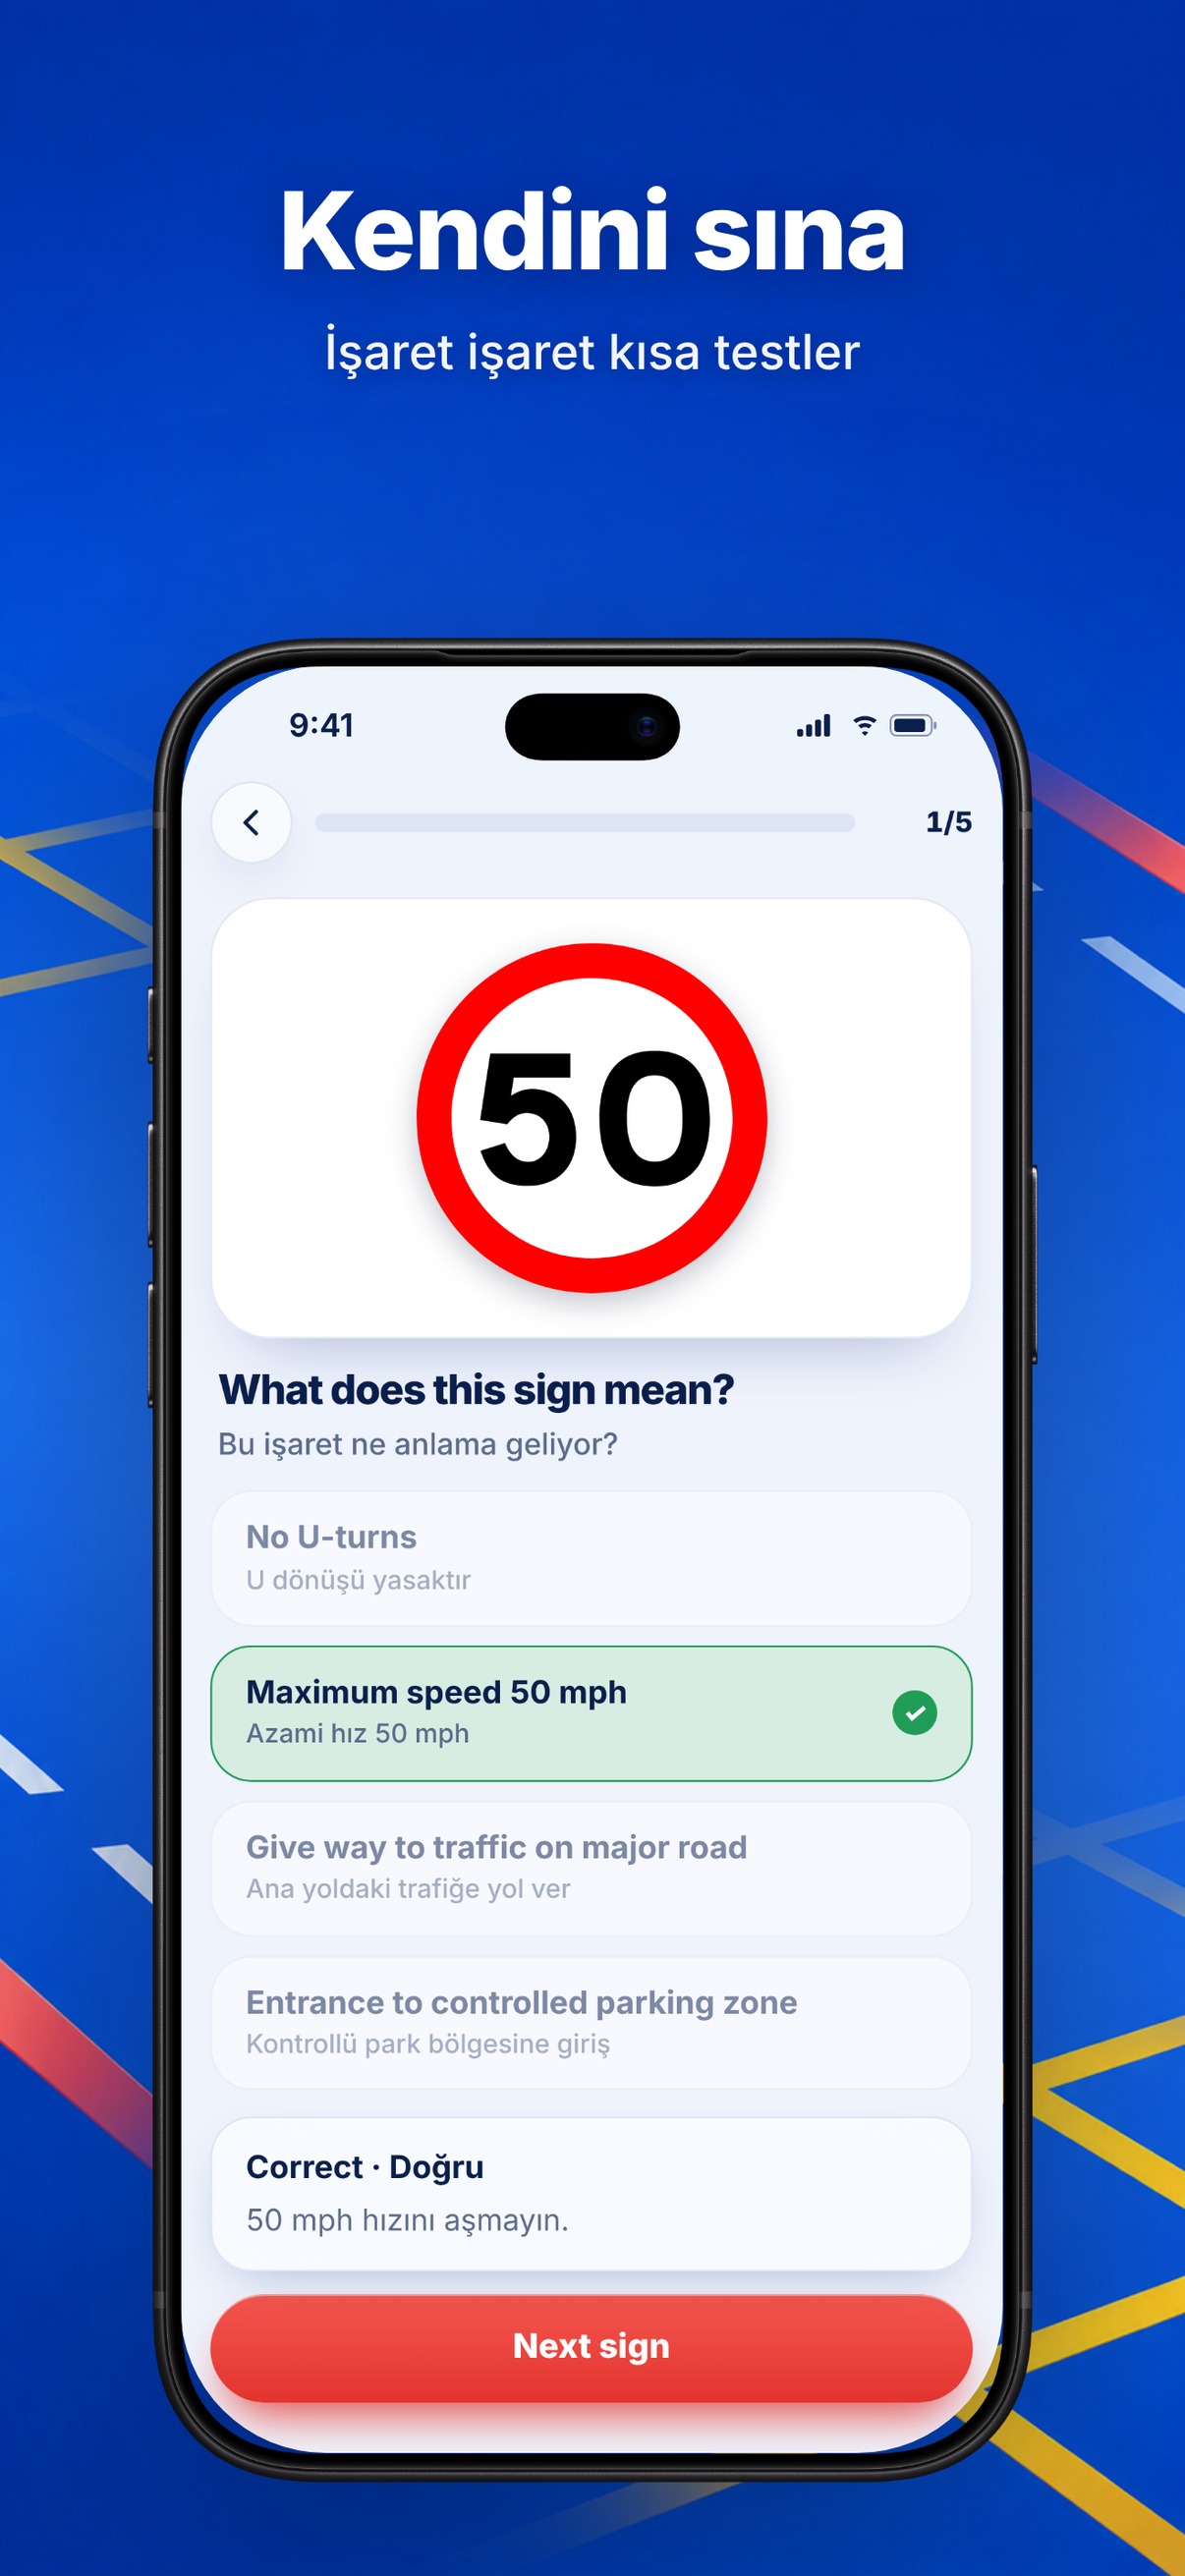 Kendini sına
İşaret işaret kısa testler
9:41
1/5
50
What does this sign mean?
Bu işaret ne anlama geliyor?
No U-turns
U dönüşü yasaktır
Maximum speed 50 mph
Azami hız 50 mph
Give way to traffic on major road
Ana yoldaki trafiğe yol ver
Entrance to controlled parking zone
Kontrollü park bölgesine giriş
Correct · Doğru
50 mph hızını aşmayın.
Next sign